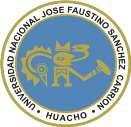 UNIVERSIDAD NACIONAL JOSE FAUSTINO SANCHEZ CARRION
• HUACHO •